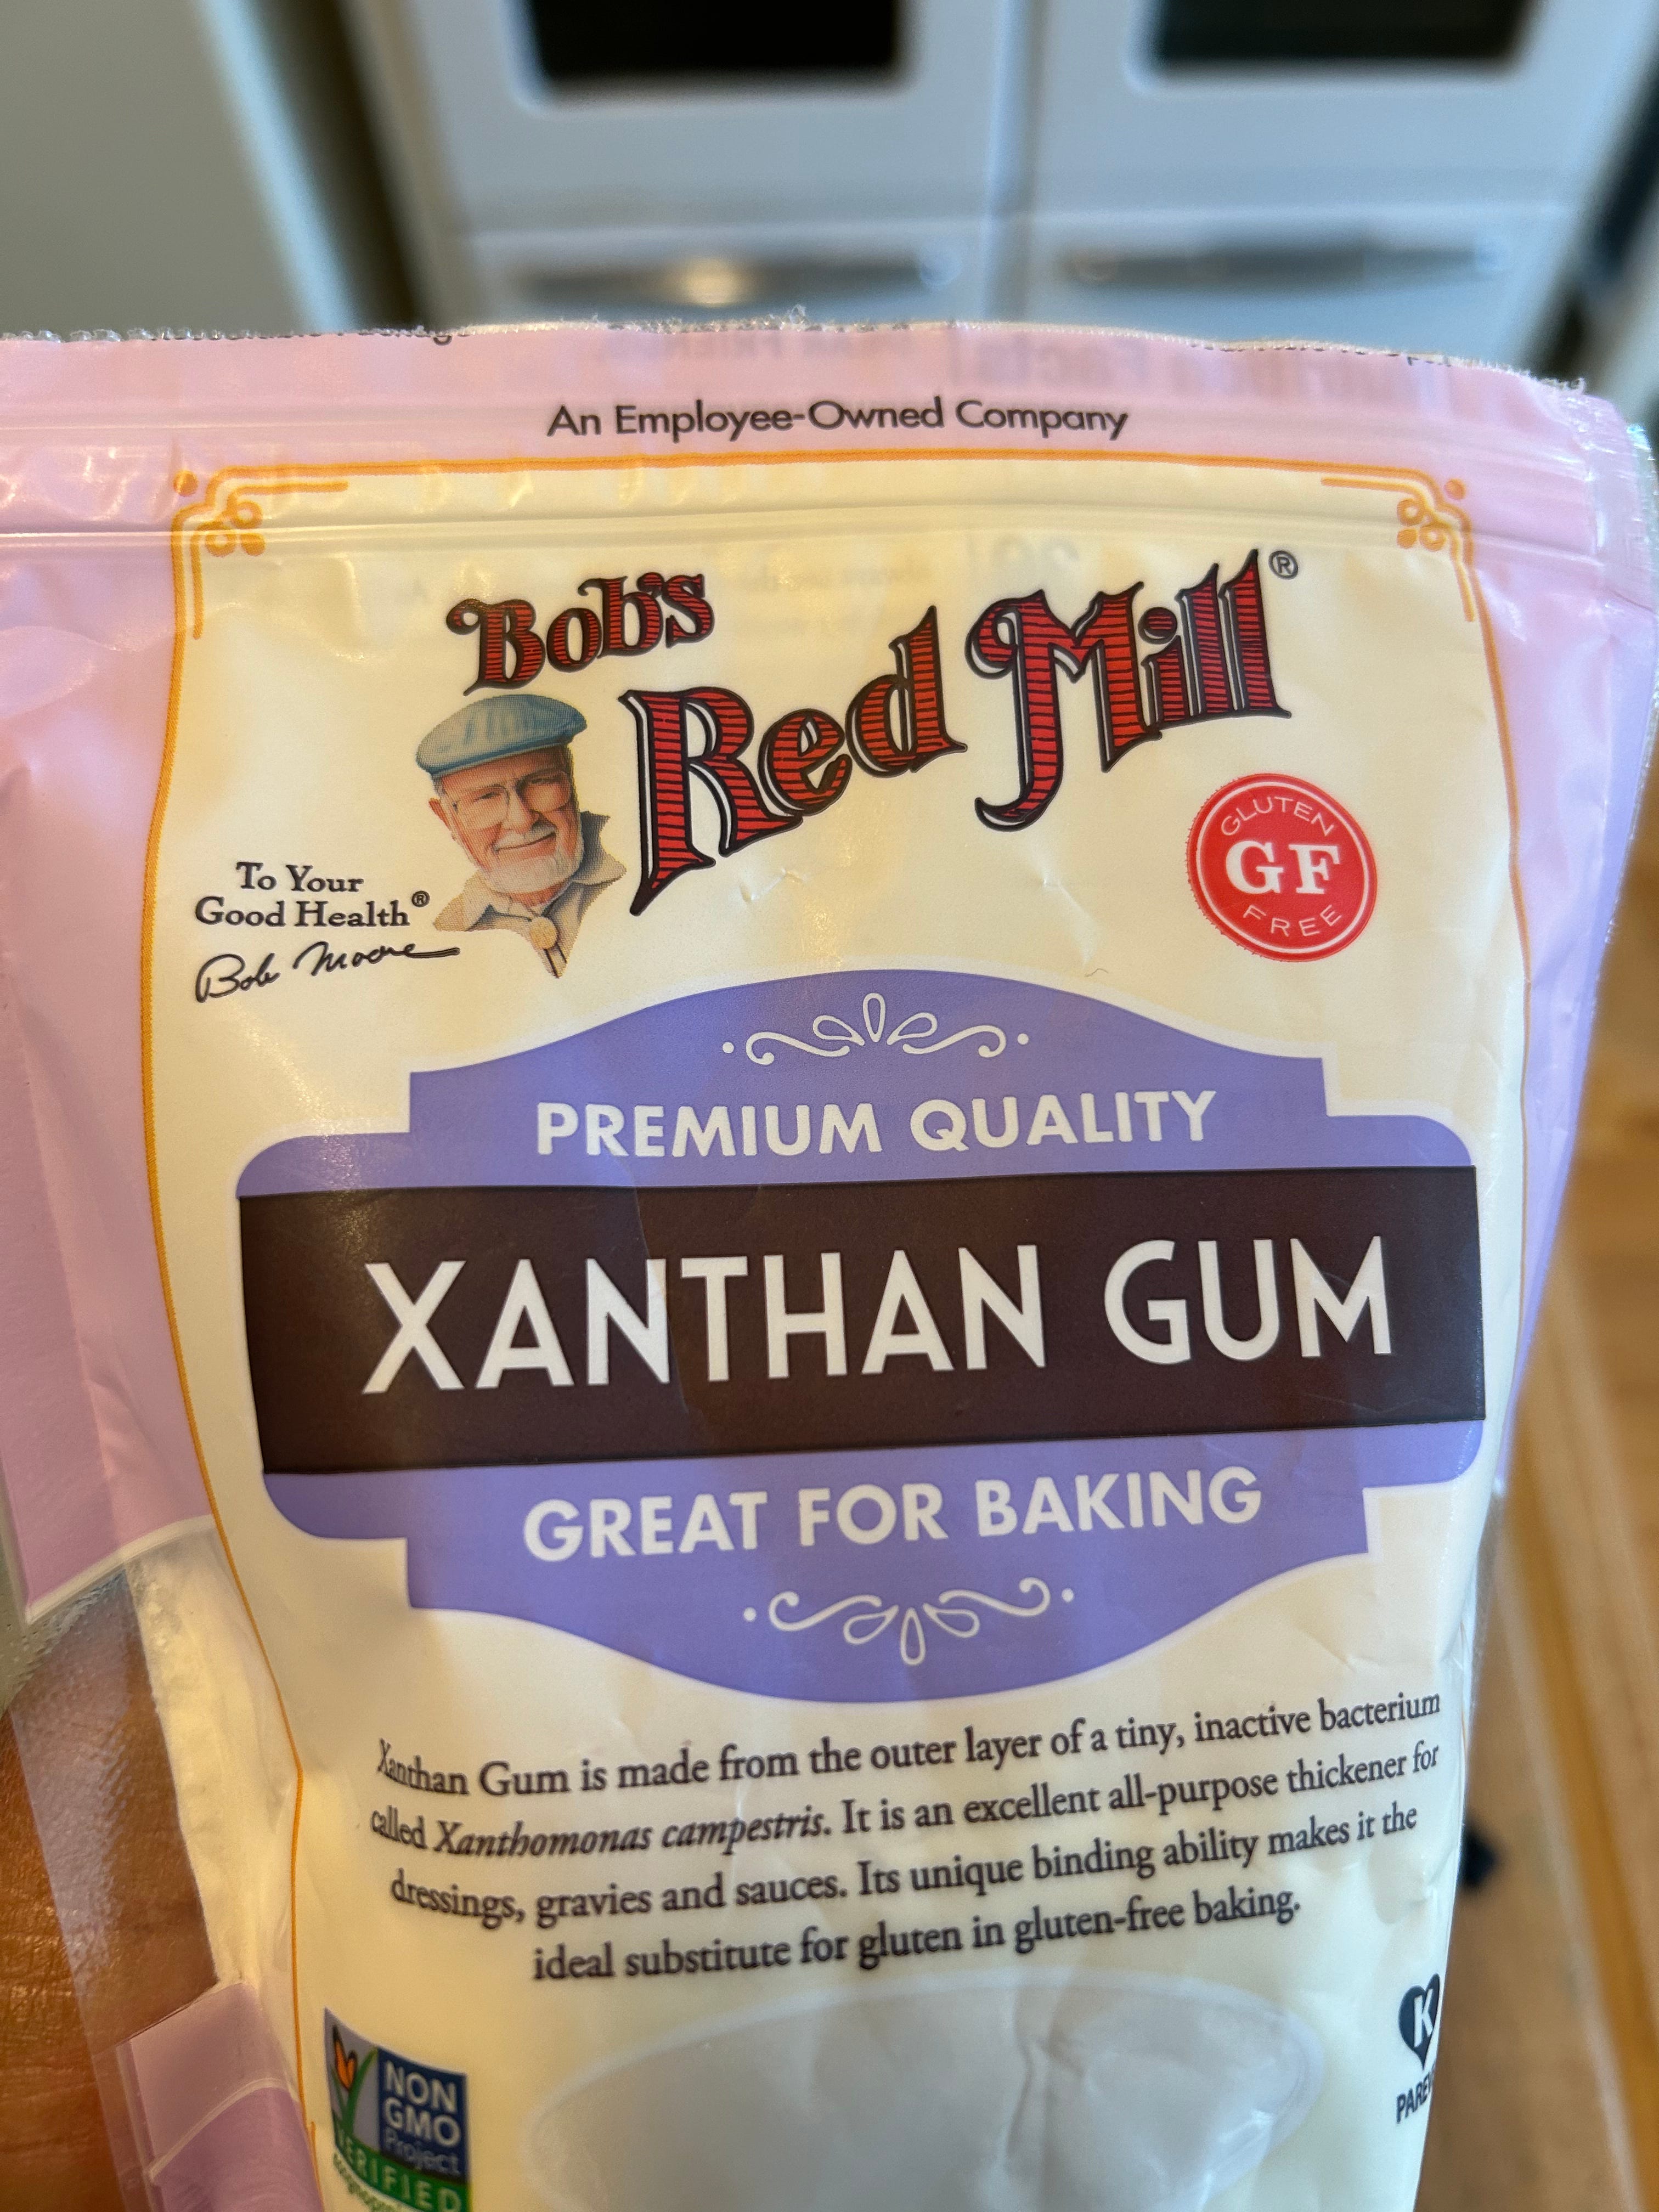 An Employee-Owned Company
Bob's
Red Mill®
To Your
Good Health®
Bob Moore
GLUTEN
GF
FREE
PREMIUM QUALITY
XANTHAN GUM
GREAT FOR BAKING
Xanthan Gum is made from the outer layer of a tiny, inactive bacterium
called Xanthomonas campestris. It is an excellent all-purpose thickener for
dressings, gravies and sauces. Its unique binding ability makes it the
ideal substitute for gluten in gluten-free baking.
K
NON
GMO
Project
VERIFIED